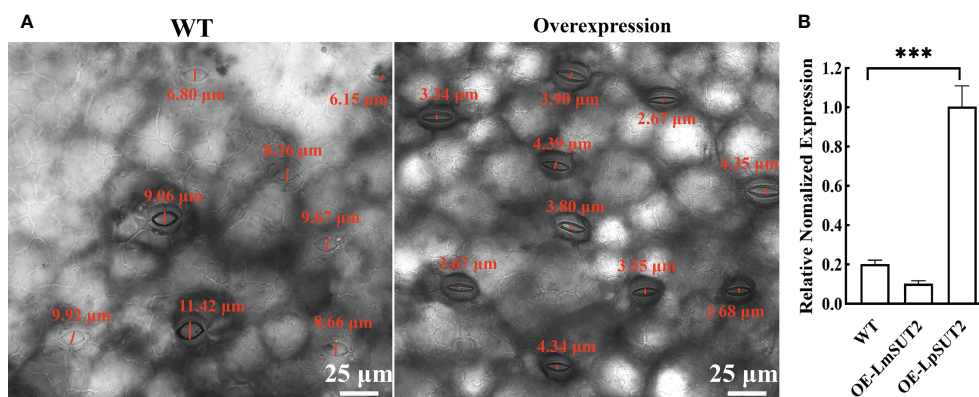 A
WT
Overexpression
6.80 μm
6.15 μm
8.36 μm
9.06 μm
9.67 μm
9.92 μm
11.42 μm
8.66 μm
25 μm
3.34 μm
3.90 μm
2.67 μm
4.39 μm
4.35 μm
3.80 μm
3.67 μm
3.35 μm
3.68 μm
4.34 μm
25 μm
B
***
Relative Nomalized Expression
1.2
1.0
0.8
0.6
0.4
0.2
0.0
WT
OE-LmSUT2
OE-LpSUT2